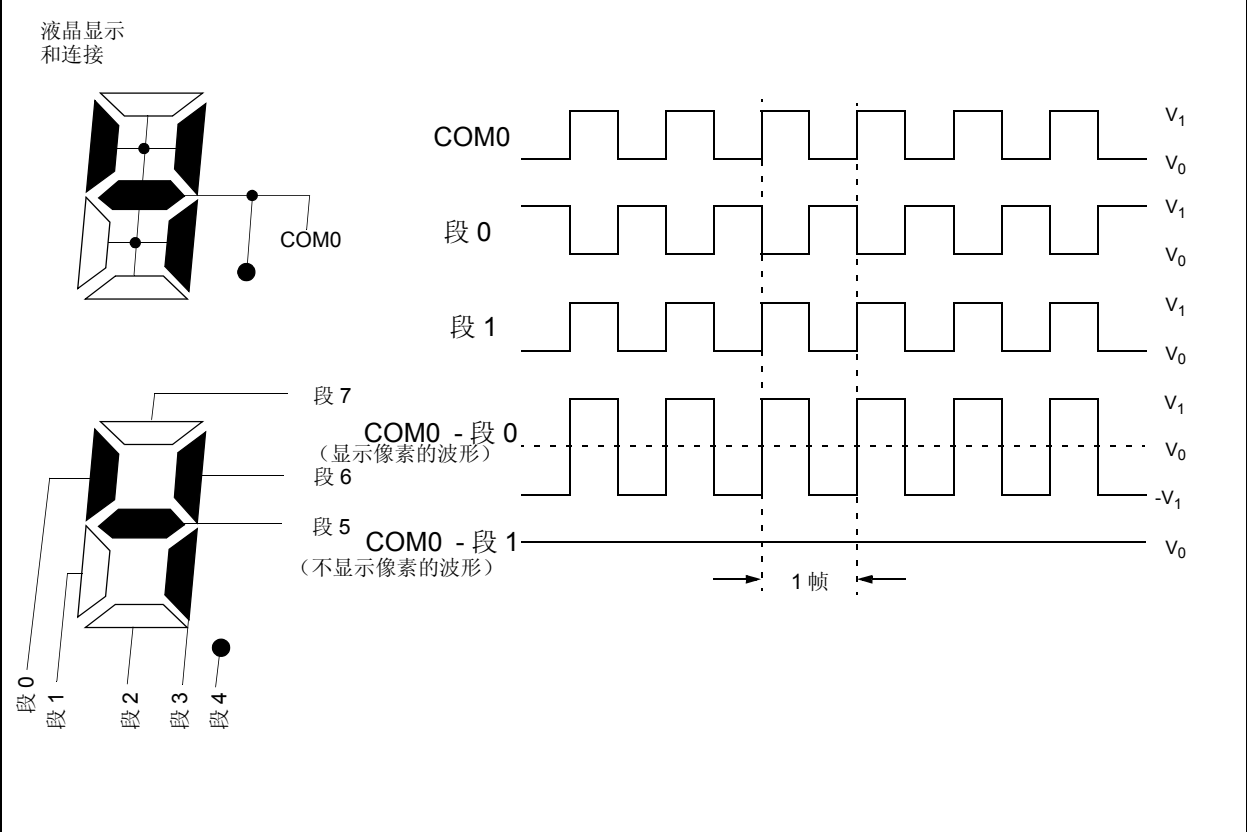 液晶显示
和连接
COM0
COM0
V1
V0
段 0
V1
V0
段 1
V1
V0
段 7
COM0 - 段 0
（显示像素的波形）
V1
V0
-V1
段 6
段 5
COM0 - 段 1
（不显示像素的波形）
V0
1 帧
段 0
段 1
段 2
段 3
段 4